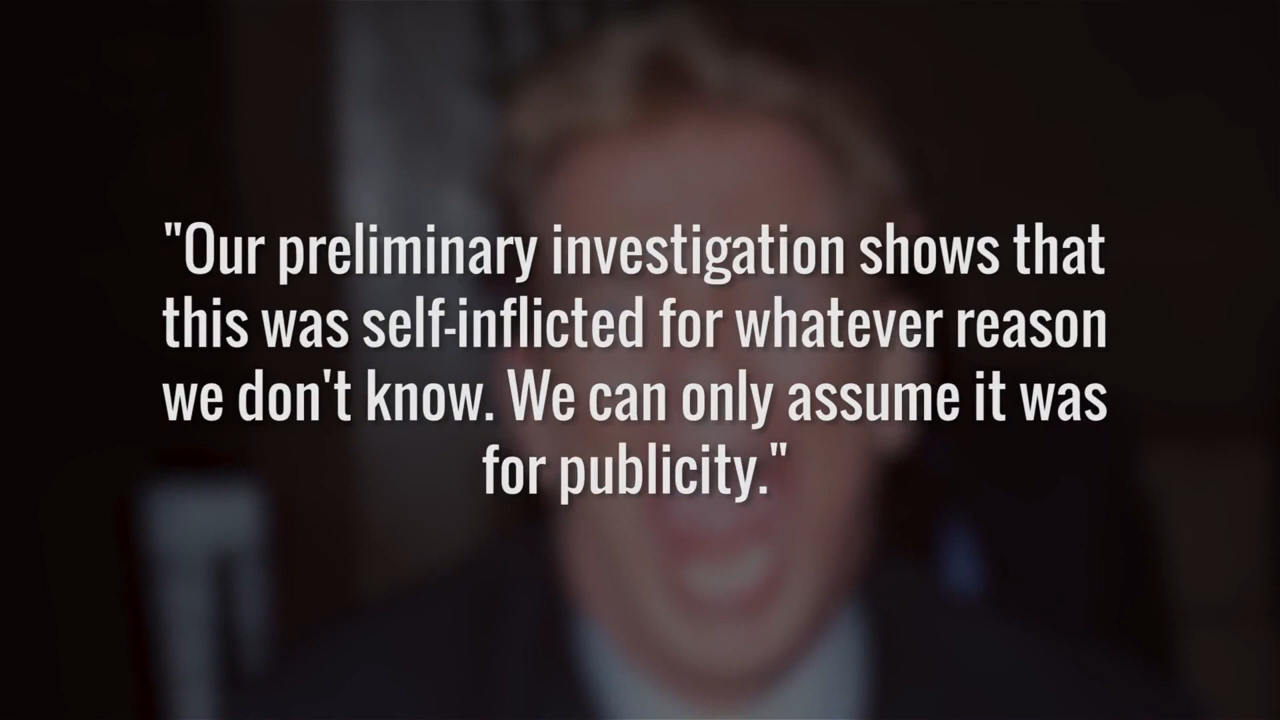 "Our preliminary investigation shows that
this was self-inflicted for whatever reason
we don't know. We can only assume it was
for publicity."